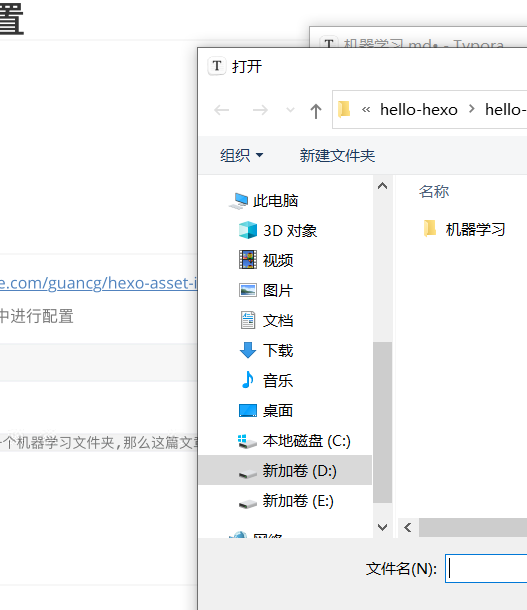 置
机器学习.md• - Typora
T 打开
« hello-hexo > hello-
组织 新建文件夹
此电脑
3D 对象
视频
图片
文档
下载
音乐
桌面
本地磁盘 (C:)
新加卷 (D:)
新加卷 (E:)
网络
名称
机器学习
文件名(N):
e.com/guancg/hexo-asset-i
中进行配置
个机器学习文件夹,那么这篇文章